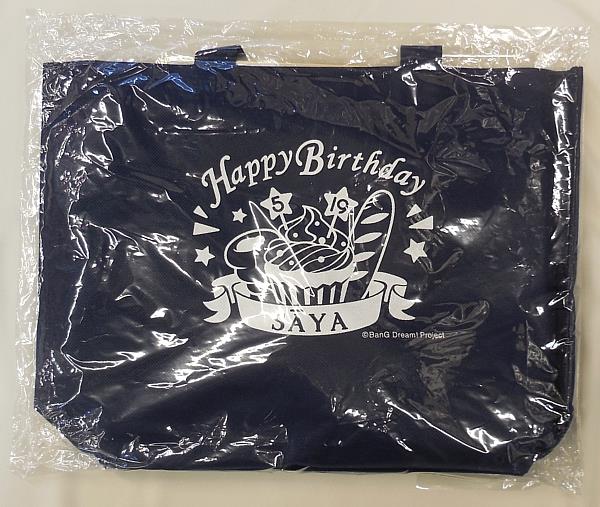 Happy Birthday
5 19
SAYA
©BanG Dream! Project